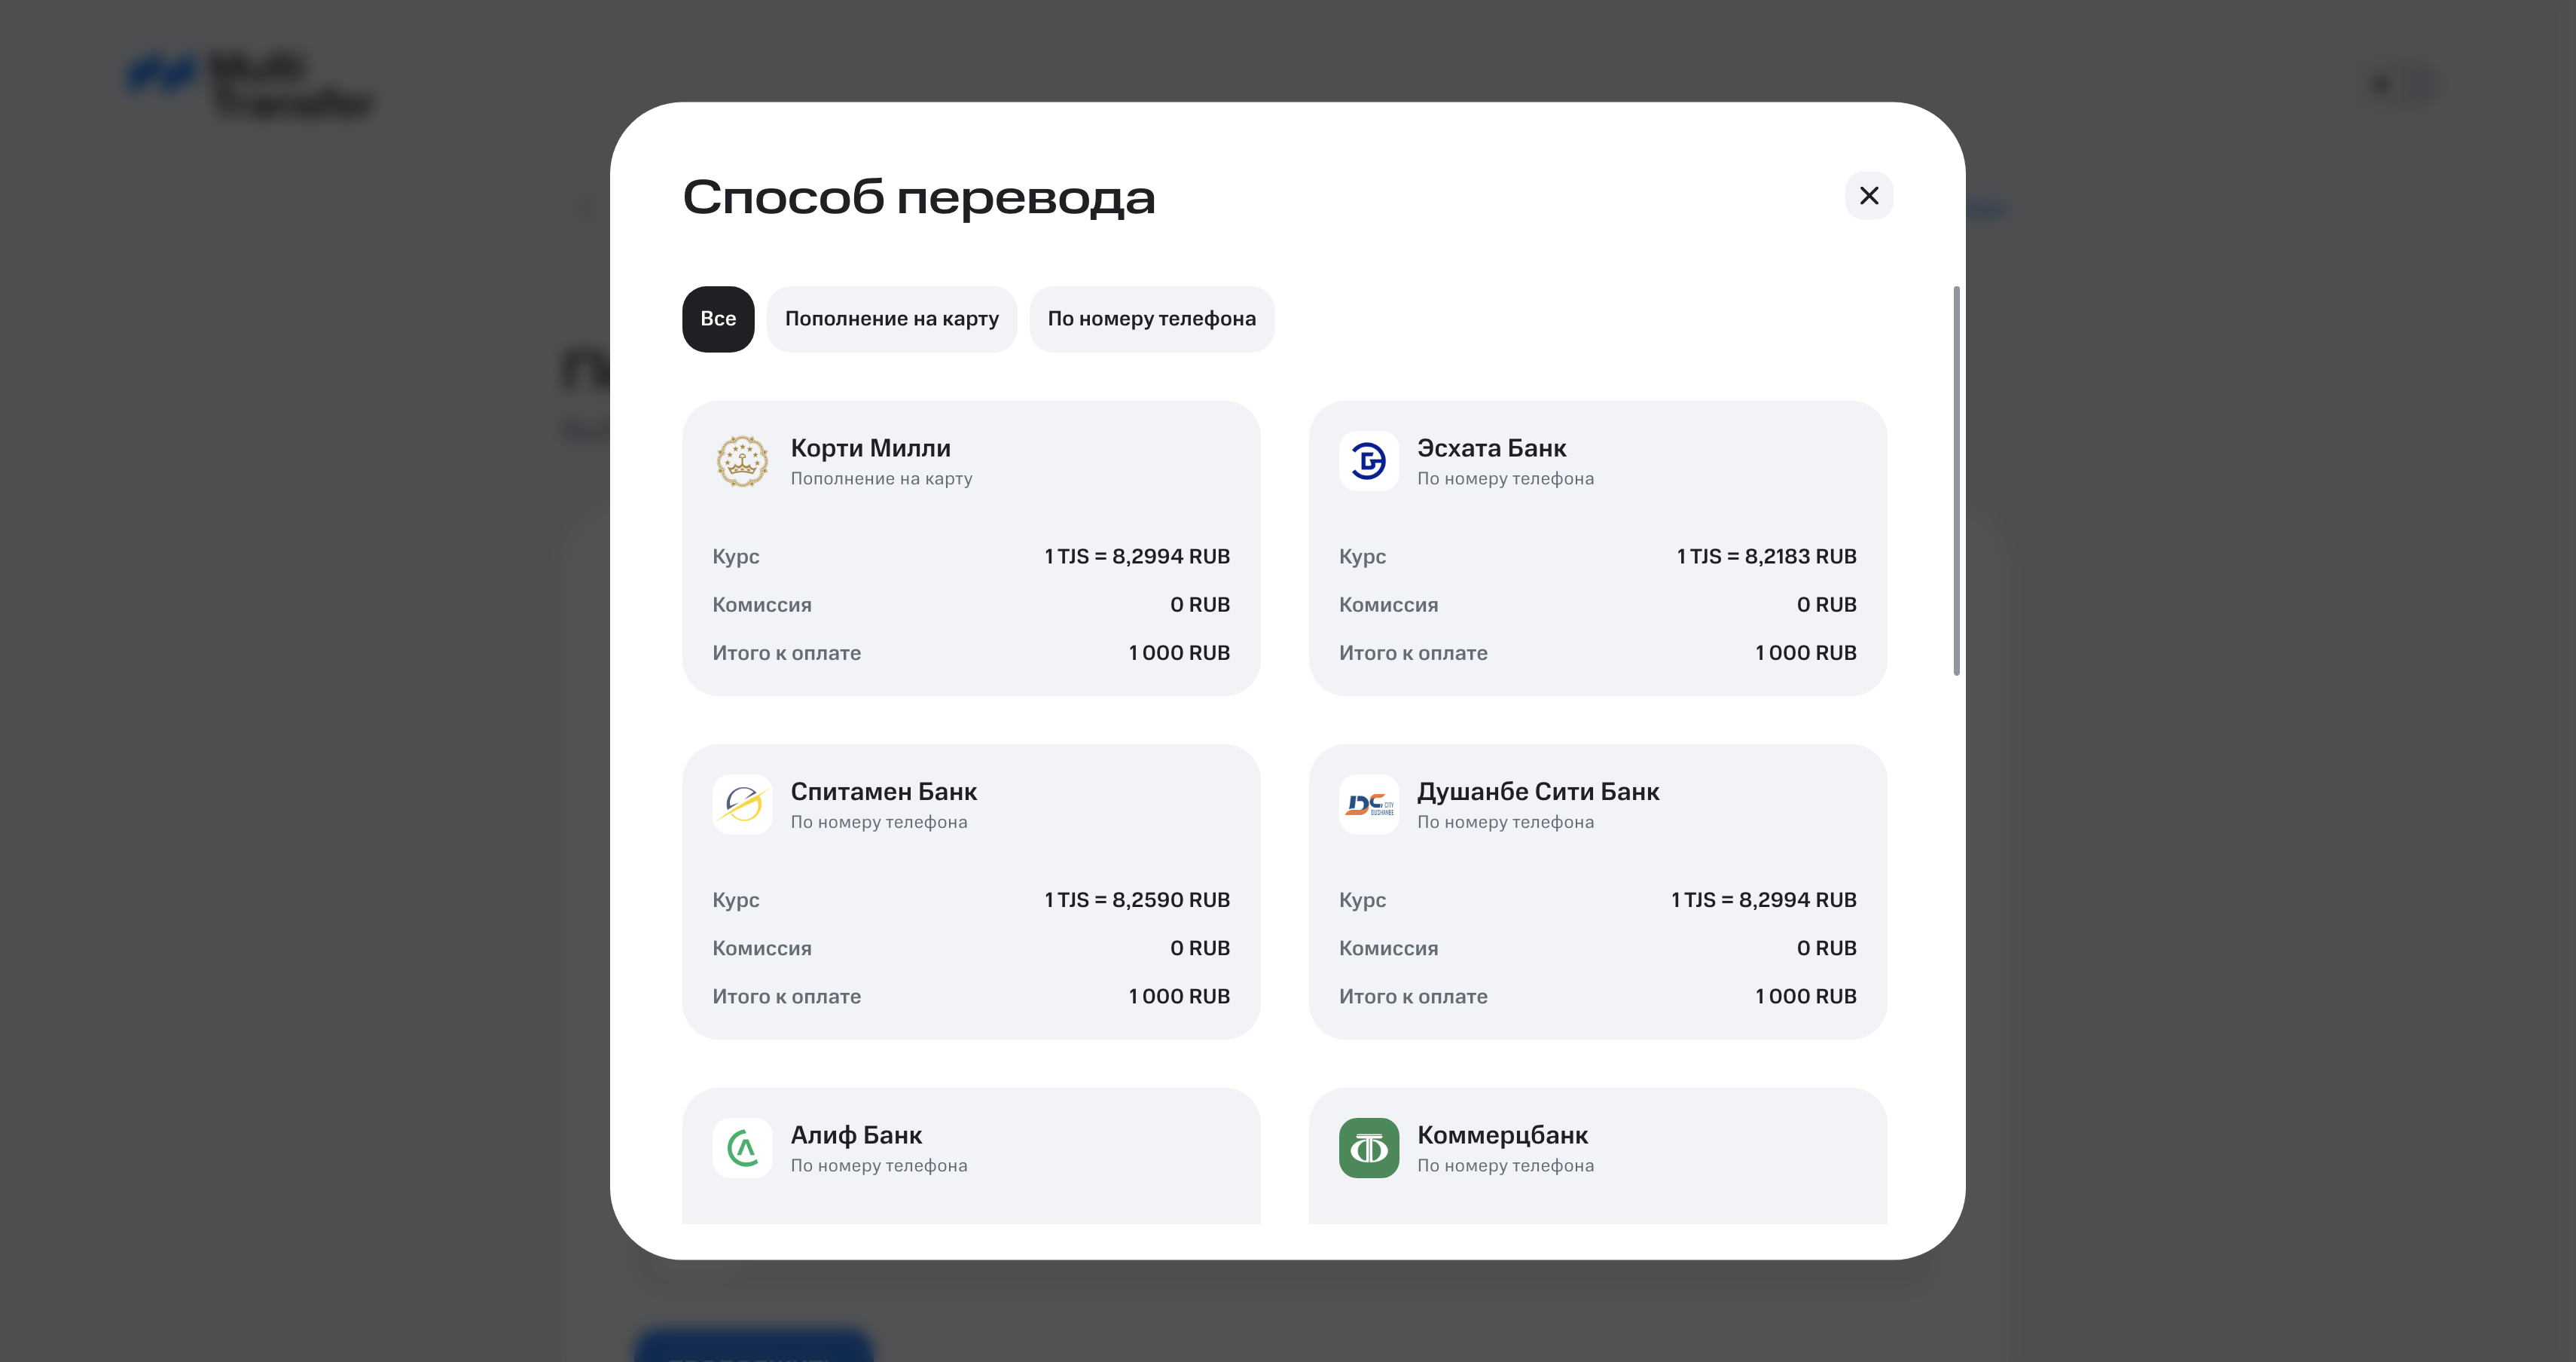 Multi
Transfer
Способ перевода
Все
Пополнение на карту
По номеру телефона
Корти Милли
Пополнение на карту
Курс 1 TJS = 8,2994 RUB
Комиссия 0 RUB
Итого к оплате 1 000 RUB
Эсхата Банк
По номеру телефона
Курс 1 TJS = 8,2183 RUB
Комиссия 0 RUB
Итого к оплате 1 000 RUB
Спитамен Банк
По номеру телефона
Курс 1 TJS = 8,2590 RUB
Комиссия 0 RUB
Итого к оплате 1 000 RUB
DC CITY
DUSHANBE
Душанбе Сити Банк
По номеру телефона
Курс 1 TJS = 8,2994 RUB
Комиссия 0 RUB
Итого к оплате 1 000 RUB
Алиф Банк
По номеру телефона
Коммерцбанк
По номеру телефона